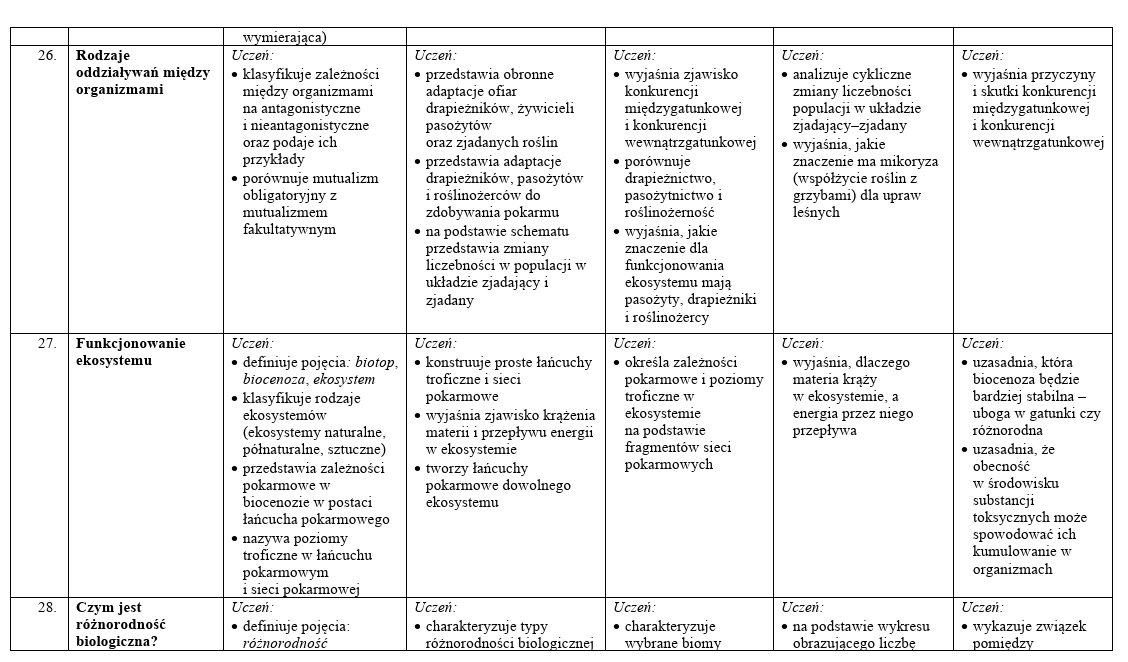 wymierająca)
26.
Rodzaje
oddziaływań między
organizmami
Uczeń:
• klasyfikuje zależności
między organizmami
na antagonistyczne
i nieantagonistyczne
oraz podaje ich
przykłady
• porównuje mutualizm
obligatoryjny z
mutualizmem
fakultatywnym
Uczeń:
• przedstawia obronne
adaptacje ofiar
drapieżników, żywicieli
pasożytów
oraz zjadanych roślin
• przedstawia adaptacje
drapieżników, pasożytów
i roślinożerców do
zdobywania pokarmu
• na podstawie schematu
przedstawia zmiany
liczebności w populacji w
układzie zjadający i
zjadany
Uczeń:
• wyjaśnia zjawisko
konkurencji
międzygatunkowej
i konkurencji
wewnątrzgatunkowej
• porównuje
drapieżnictwo,
pasożytnictwo i
roślinożerność
• wyjaśnia, jakie
znaczenie dla
funkcjonowania
ekosystemu mają
pasożyty, drapieżniki
i roślinożercy
Uczeń:
• analizuje cykliczne
zmiany liczebności
populacji w układzie
zjadający–zjadany
• wyjaśnia, jakie
znaczenie ma mikoryza
(współżycie roślin z
grzybami) dla upraw
leśnych
Uczeń:
• wyjaśnia przyczyny
i skutki konkurencji
międzygatunkowej
i konkurencji
wewnątrzgatunkowej
27.
Funkcjonowanie
ekosystemu
Uczeń:
• definiuje pojęcia: biotop,
biocenoza, ekosystem
• klasyfikuje rodzaje
ekosystemów
(ekosystemy naturalne,
półnaturalne, sztuczne)
• przedstawia zależności
pokarmowe w
biocenozie w postaci
łańcucha pokarmowego
• nazywa poziomy
troficzne w łańcuchu
pokarmowym
i sieci pokarmowej
Uczeń:
• konstruuje proste łańcuchy
troficzne i sieci
pokarmowe
• wyjaśnia zjawisko krążenia
materii i przepływu energii
w ekosystemie
• tworzy łańcuchy
pokarmowe dowolnego
ekosystemu
Uczeń:
• określa zależności
pokarmowe i poziomy
troficzne w
ekosystemie
na podstawie
fragmentów sieci
pokarmowych
Uczeń:
• wyjaśnia, dlaczego
materia krąży
w ekosystemie, a
energia przez niego
przepływa
Uczeń:
• uzasadnia, która
biocenoza będzie
bardziej stabilna –
uboga w gatunki czy
różnorodna
• uzasadnia, że
obecność
w środowisku
substancji
toksycznych może
spowodować ich
kumulowanie w
organizmach
28.
Czym jest
różnorodność
biologiczna?
Uczeń:
• definiuje pojęcia:
różnorodność
Uczeń:
• charakteryzuje typy
różnorodności biologicznej
Uczeń:
• charakteryzuje
wybrane biomy
Uczeń:
• na podstawie wykresu
obrazującego liczbę
Uczeń:
• wykazuje związek
pomiędzy